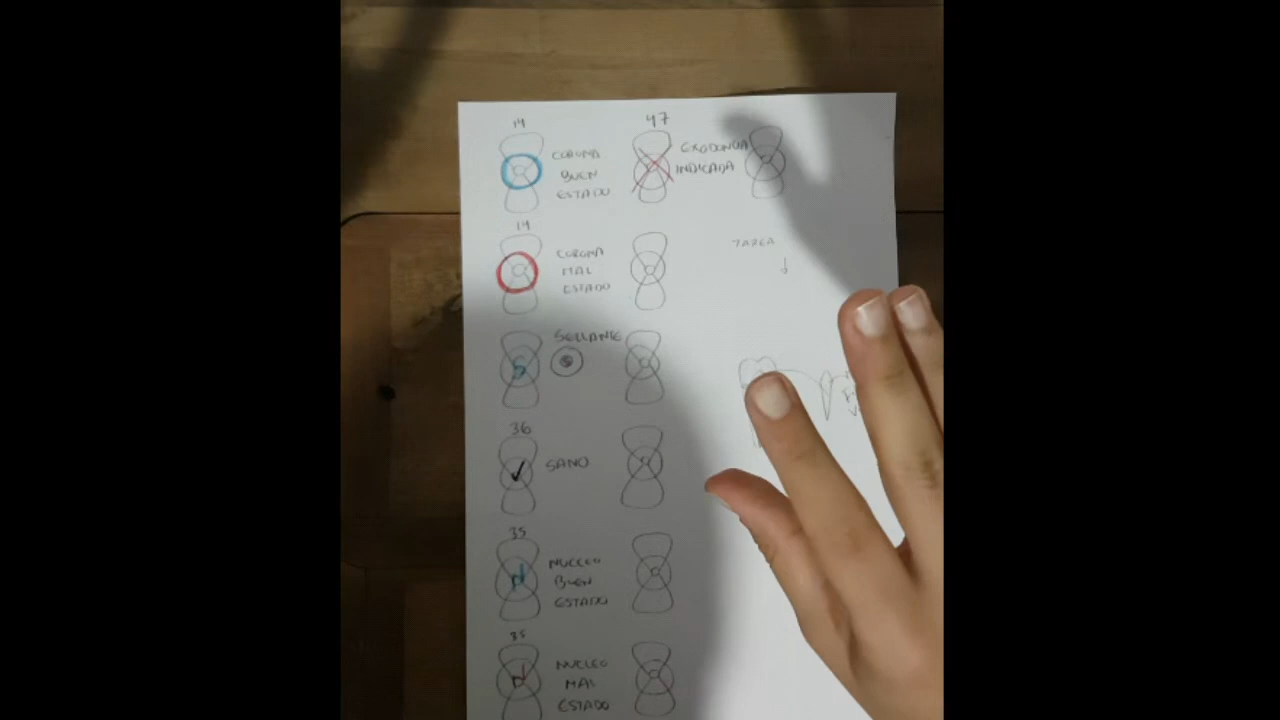 14
CORONA
BUEN
ESTADO
14
CORONA
MAL
ESTADO
SELLANTE
S
S
36
SANO
35
NUCLEO
N
BUEN
ESTADO
35
NUCLEO
N
MAL
ESTADO
47
EXODONCIA
INDICADA
TAREA